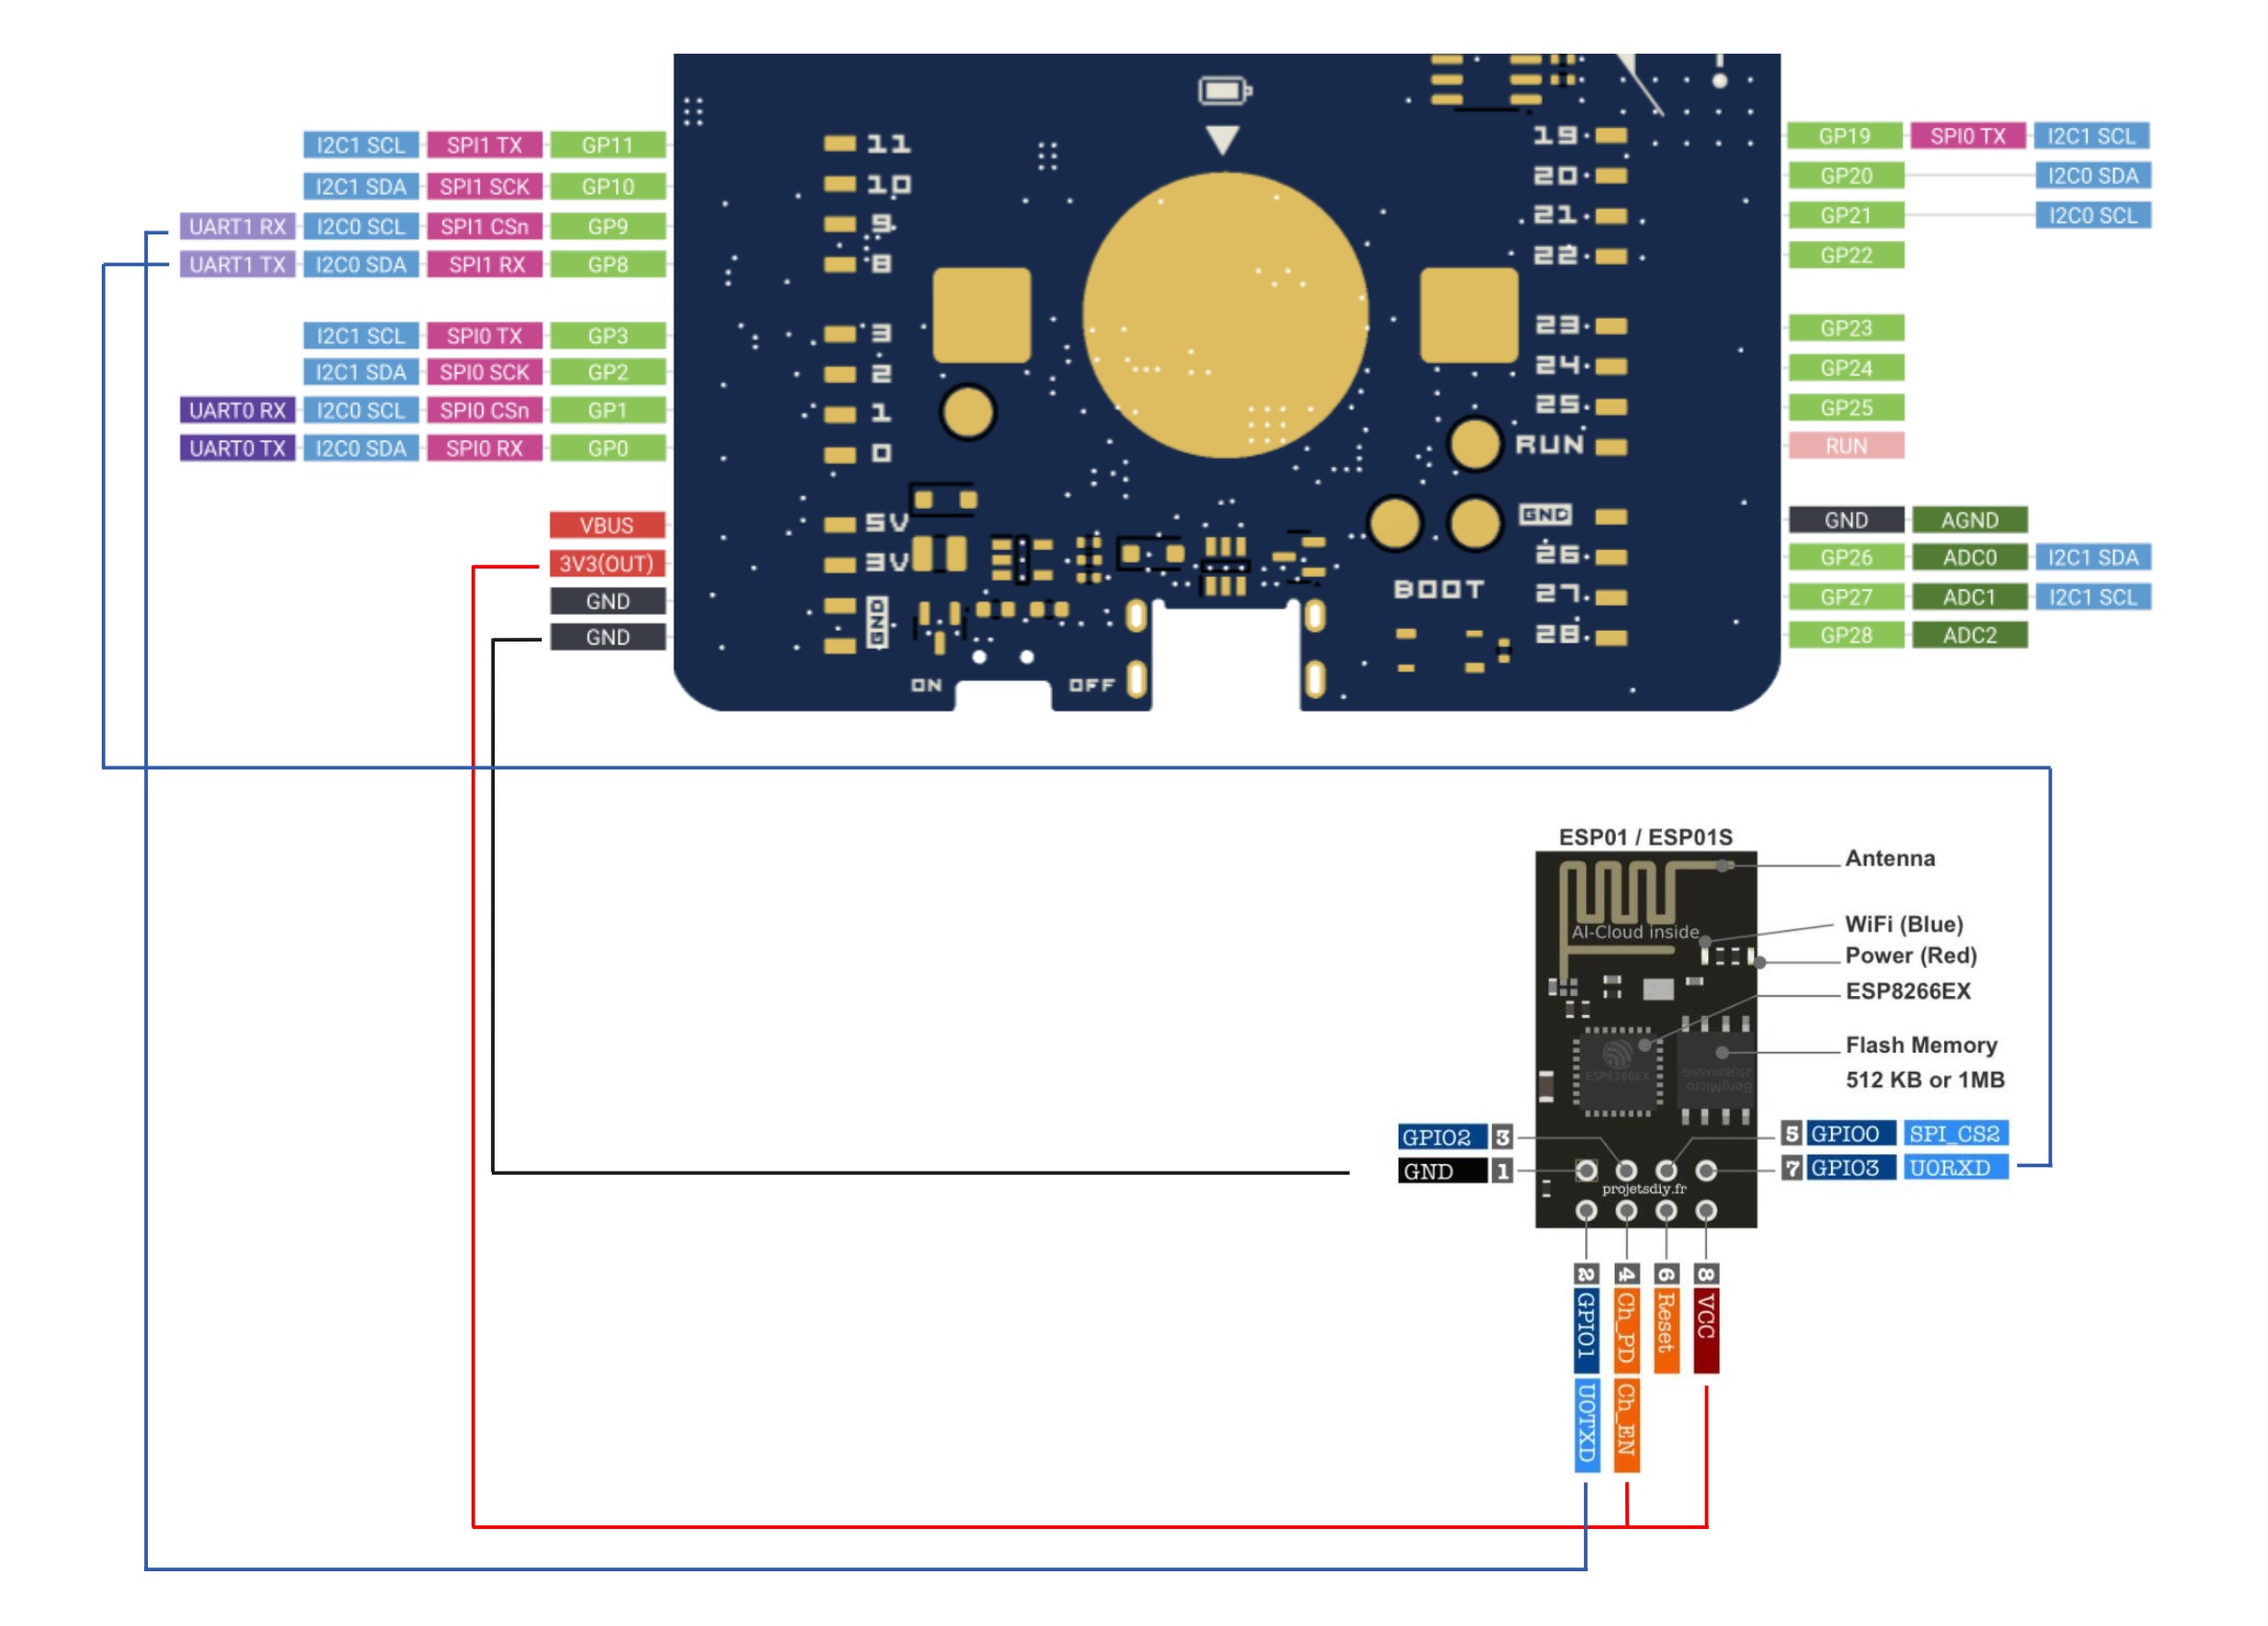 I2C1 SCL SPI1 TX GP11
I2C1 SDA SPI1 SCK GP10
UART1 RX I2C0 SCL SPI1 CSn GP9
UART1 TX I2C0 SDA SPI1 RX GP8
I2C1 SCL SPI0 TX GP3
I2C1 SDA SPI0 SCK GP2
UART0 RX I2C0 SCL SPI0 CSn GP1
UART0 TX I2C0 SDA SPI0 RX GP0
VBUS
3V3(OUT)
GND
GND
11
10
9
8
3
2
1
0
5V
3V
GND
ON OFF
BOOT
19
20
21
22
23
24
25
RUN
GND
26
27
28
GP19 SPI0 TX I2C1 SCL
GP20 I2C0 SDA
GP21 I2C0 SCL
GP22
GP23
GP24
GP25
RUN
GND AGND
GP26 ADC0 I2C1 SDA
GP27 ADC1 I2C1 SCL
GP28 ADC2
ESP01 / ESP01S
Antenna
AI-Cloud inside
WiFi (Blue)
Power (Red)
ESP8266EX
Flash Memory
512 KB or 1MB
ESP8266EX
BergMicro
GPIO2 3
GND 1
5 GPIO0 SPI_CS2
7 GPIO3 U0RXD
projetsdiy.fr
2 GPIO1 U0TXD
4 Ch_PD Ch_EN
6 Reset
8 VCC